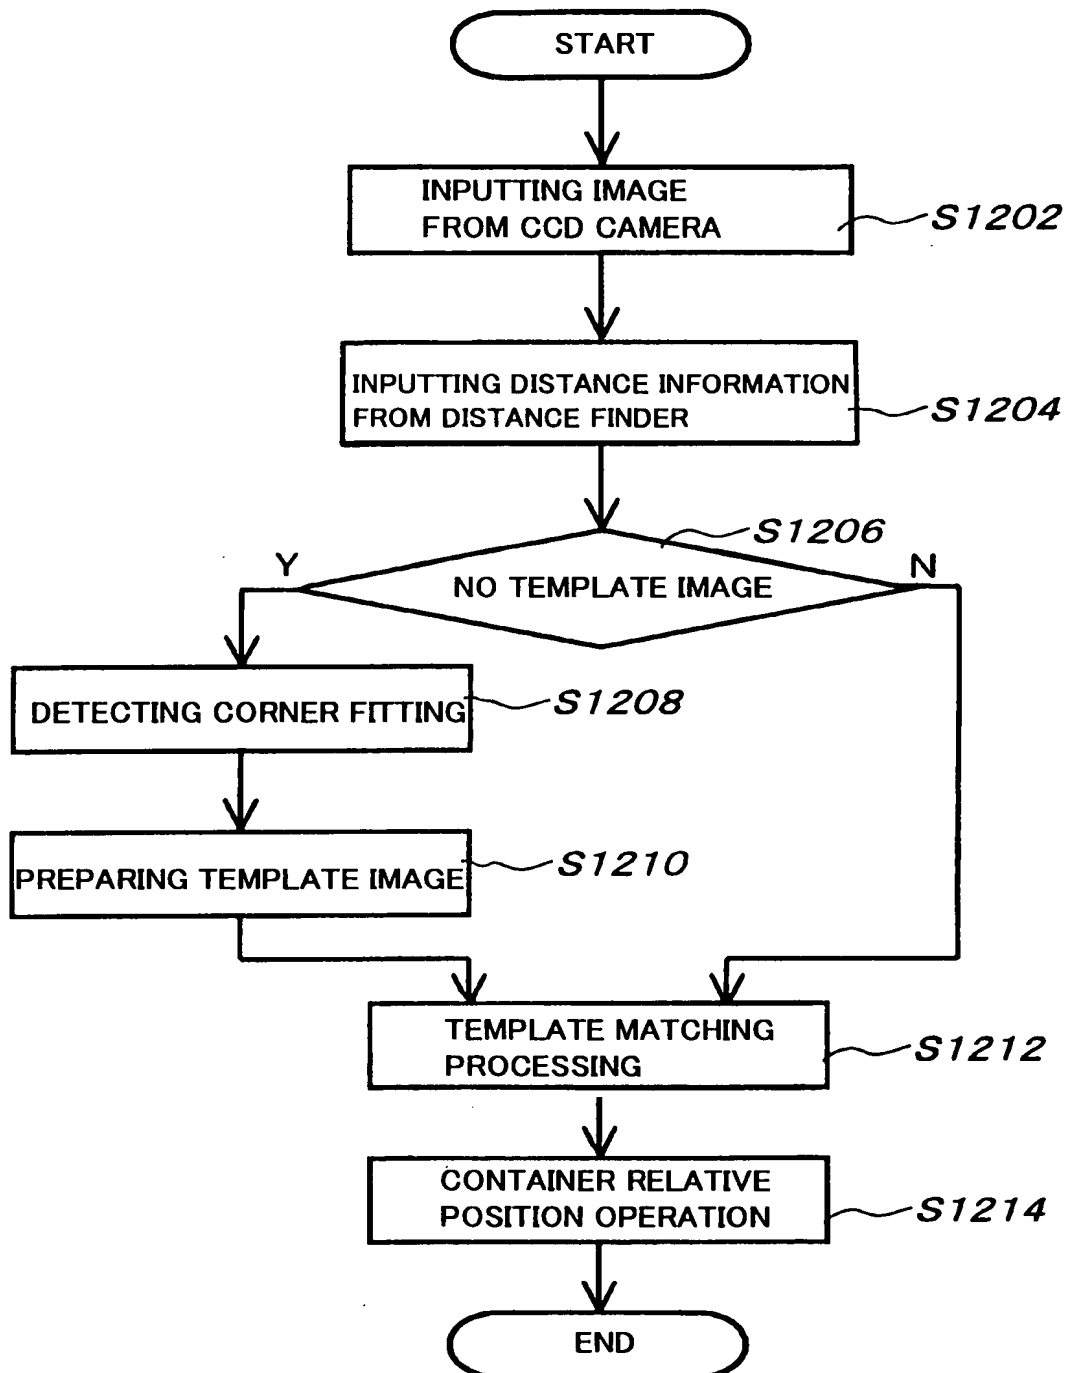 START
INPUTTING IMAGE
FROM CCD CAMERA
S1202
INPUTTING DISTANCE INFORMATION
FROM DISTANCE FINDER
S1204
S1206
Y
NO TEMPLATE IMAGE
N
DETECTING CORNER FITTING
S1208
PREPARING TEMPLATE IMAGE
S1210
TEMPLATE MATCHING
PROCESSING
S1212
CONTAINER RELATIVE
POSITION OPERATION
S1214
END